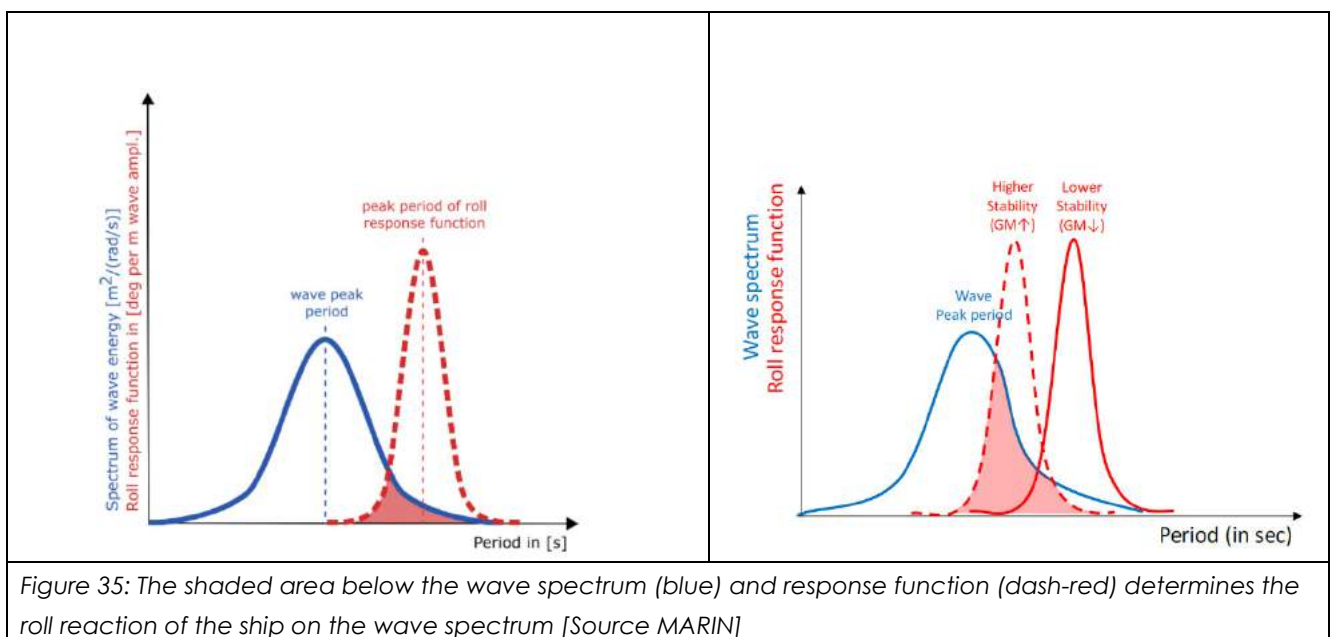 Spectrum of wave energy [m²/(rad/s)]
Roll response function in [deg per m wave ampl.]
peak period of roll
response function
wave peak
period
Period in [s]
Wave spectrum
Roll response function
Higher
Stability
(GM↑)
Lower
Stability
(GM↓)
Wave
Peak period
Period (in sec)
Figure 35: The shaded area below the wave spectrum (blue) and response function (dash-red) determines the
roll reaction of the ship on the wave spectrum [Source MARIN]